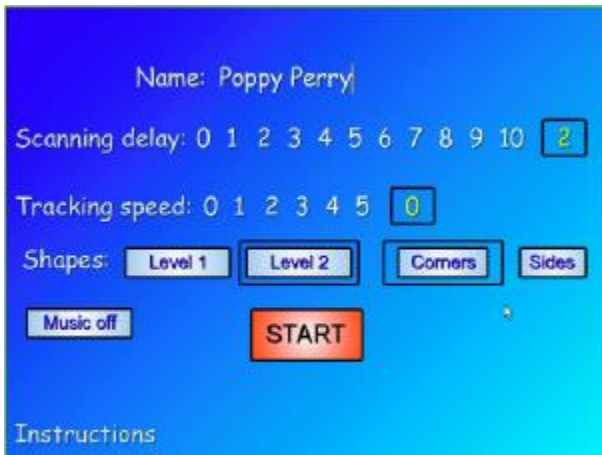 Name: Poppy Perry
Scanning delay: 0 1 2 3 4 5 6 7 8 9 10 2
Tracking speed: 0 1 2 3 4 5 0
Shapes: Level 1 Level 2 Corners Sides
Music off START
Instructions